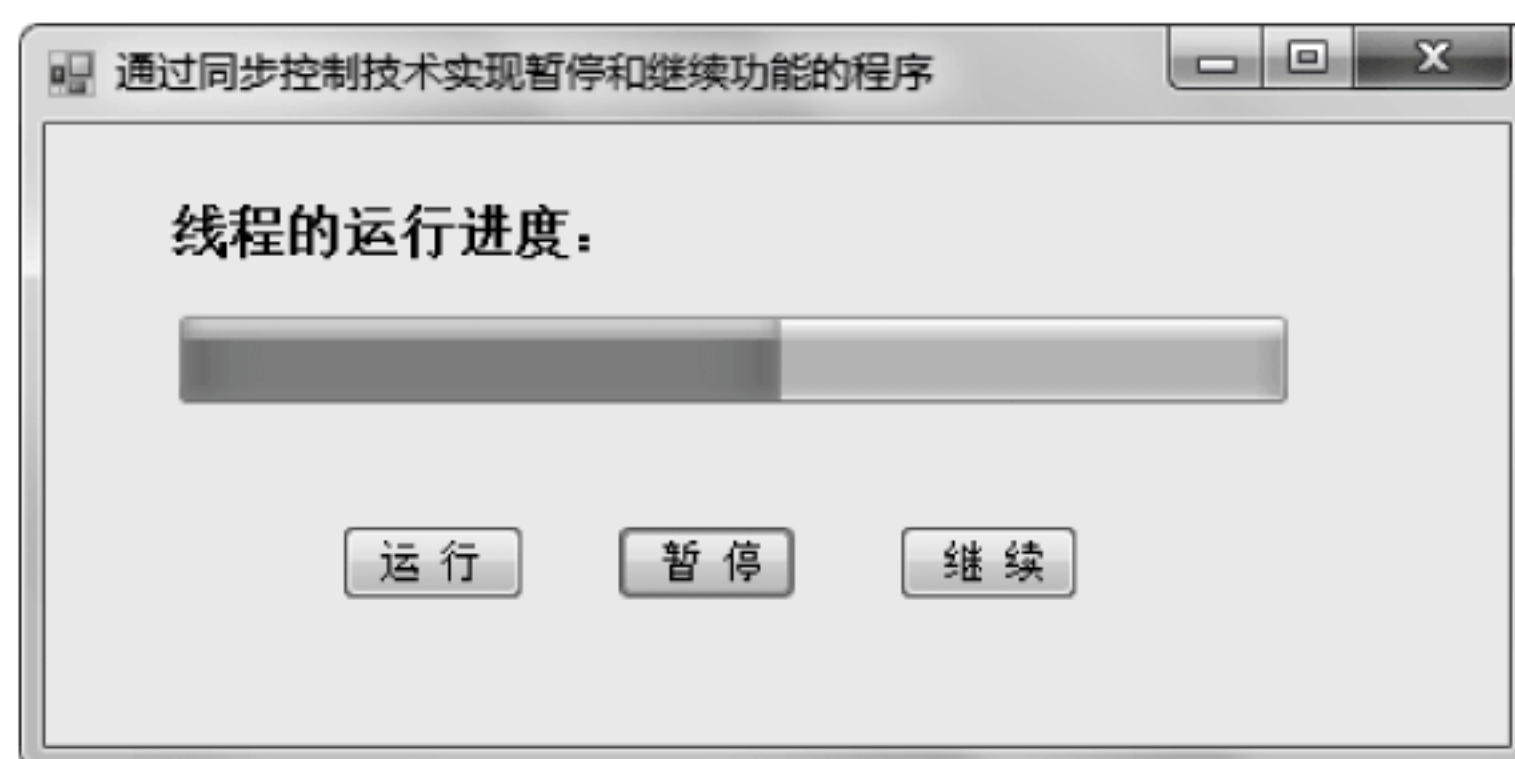 通过同步控制技术实现暂停和继续功能的程序
线程的运行进度：
运 行
暂 停
继 续